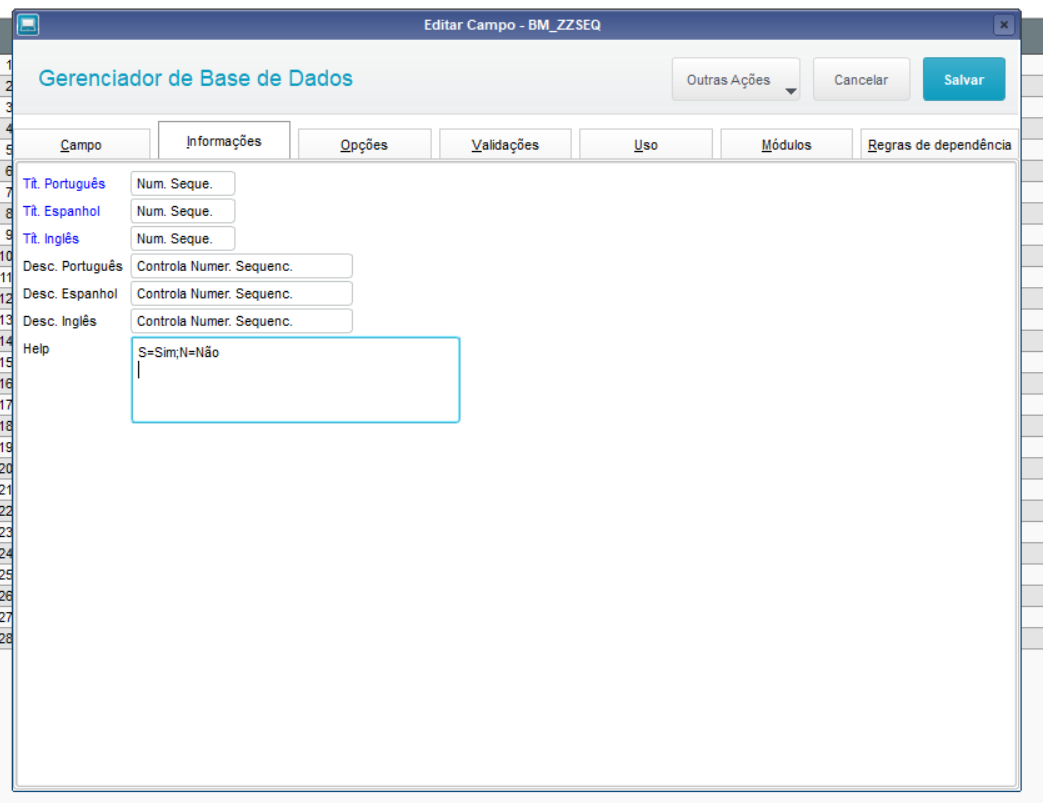 Editar Campo - BM_ZZSEQ
Gerenciador de Base de Dados
Outras Ações
Cancelar
Salvar
Campo
Informações
Opções
Validações
Uso
Módulos
Regras de dependência
Tít. Português Num. Seque.
Tít. Espanhol Num. Seque.
Tít. Inglês Num. Seque.
Desc. Português Controla Numer. Sequenc.
Desc. Espanhol Controla Numer. Sequenc.
Desc. Inglês Controla Numer. Sequenc.
Help S=Sim;N=Não
1
2
3
4
5
6
7
8
9
10
11
12
13
14
15
16
17
18
19
20
21
22
23
24
25
26
27
28